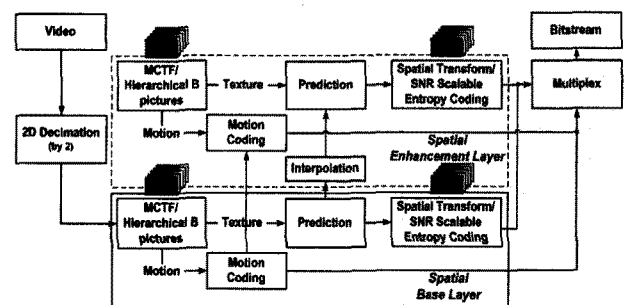 Video
2D Decimation
(by 2)
MCTF/
Hierarchical B
pictures
Texture
Motion
Motion
Coding
Prediction
Interpolation
Spatial Transform/
SNR Scalable
Entropy Coding
Spatial
Enhancement Layer
Bitstream
Multiplex
MCTF/
Hierarchical B
pictures
Texture
Motion
Motion
Coding
Prediction
Spatial Transform/
SNR Scalable
Entropy Coding
Spatial
Base Layer